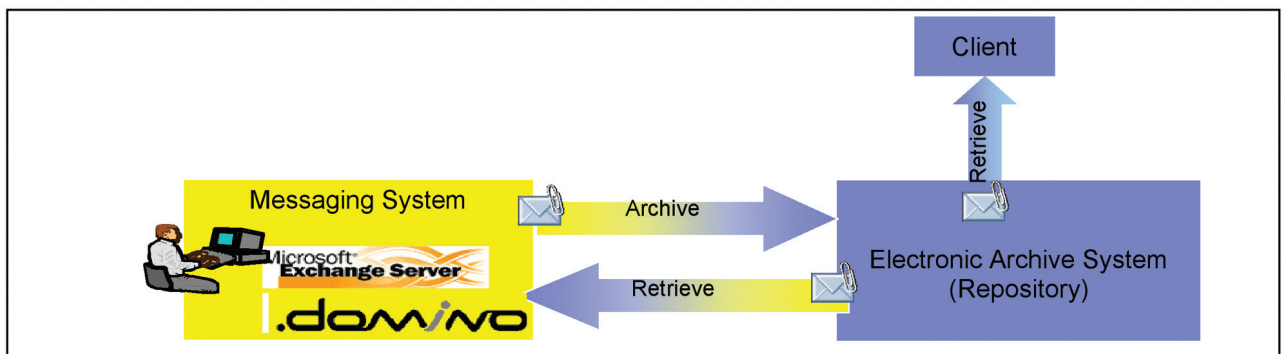 Client
Retrieve
Messaging System
Archive
Microsoft
Exchange Server
Retrieve
Electronic Archive System
(Repository)
.domino